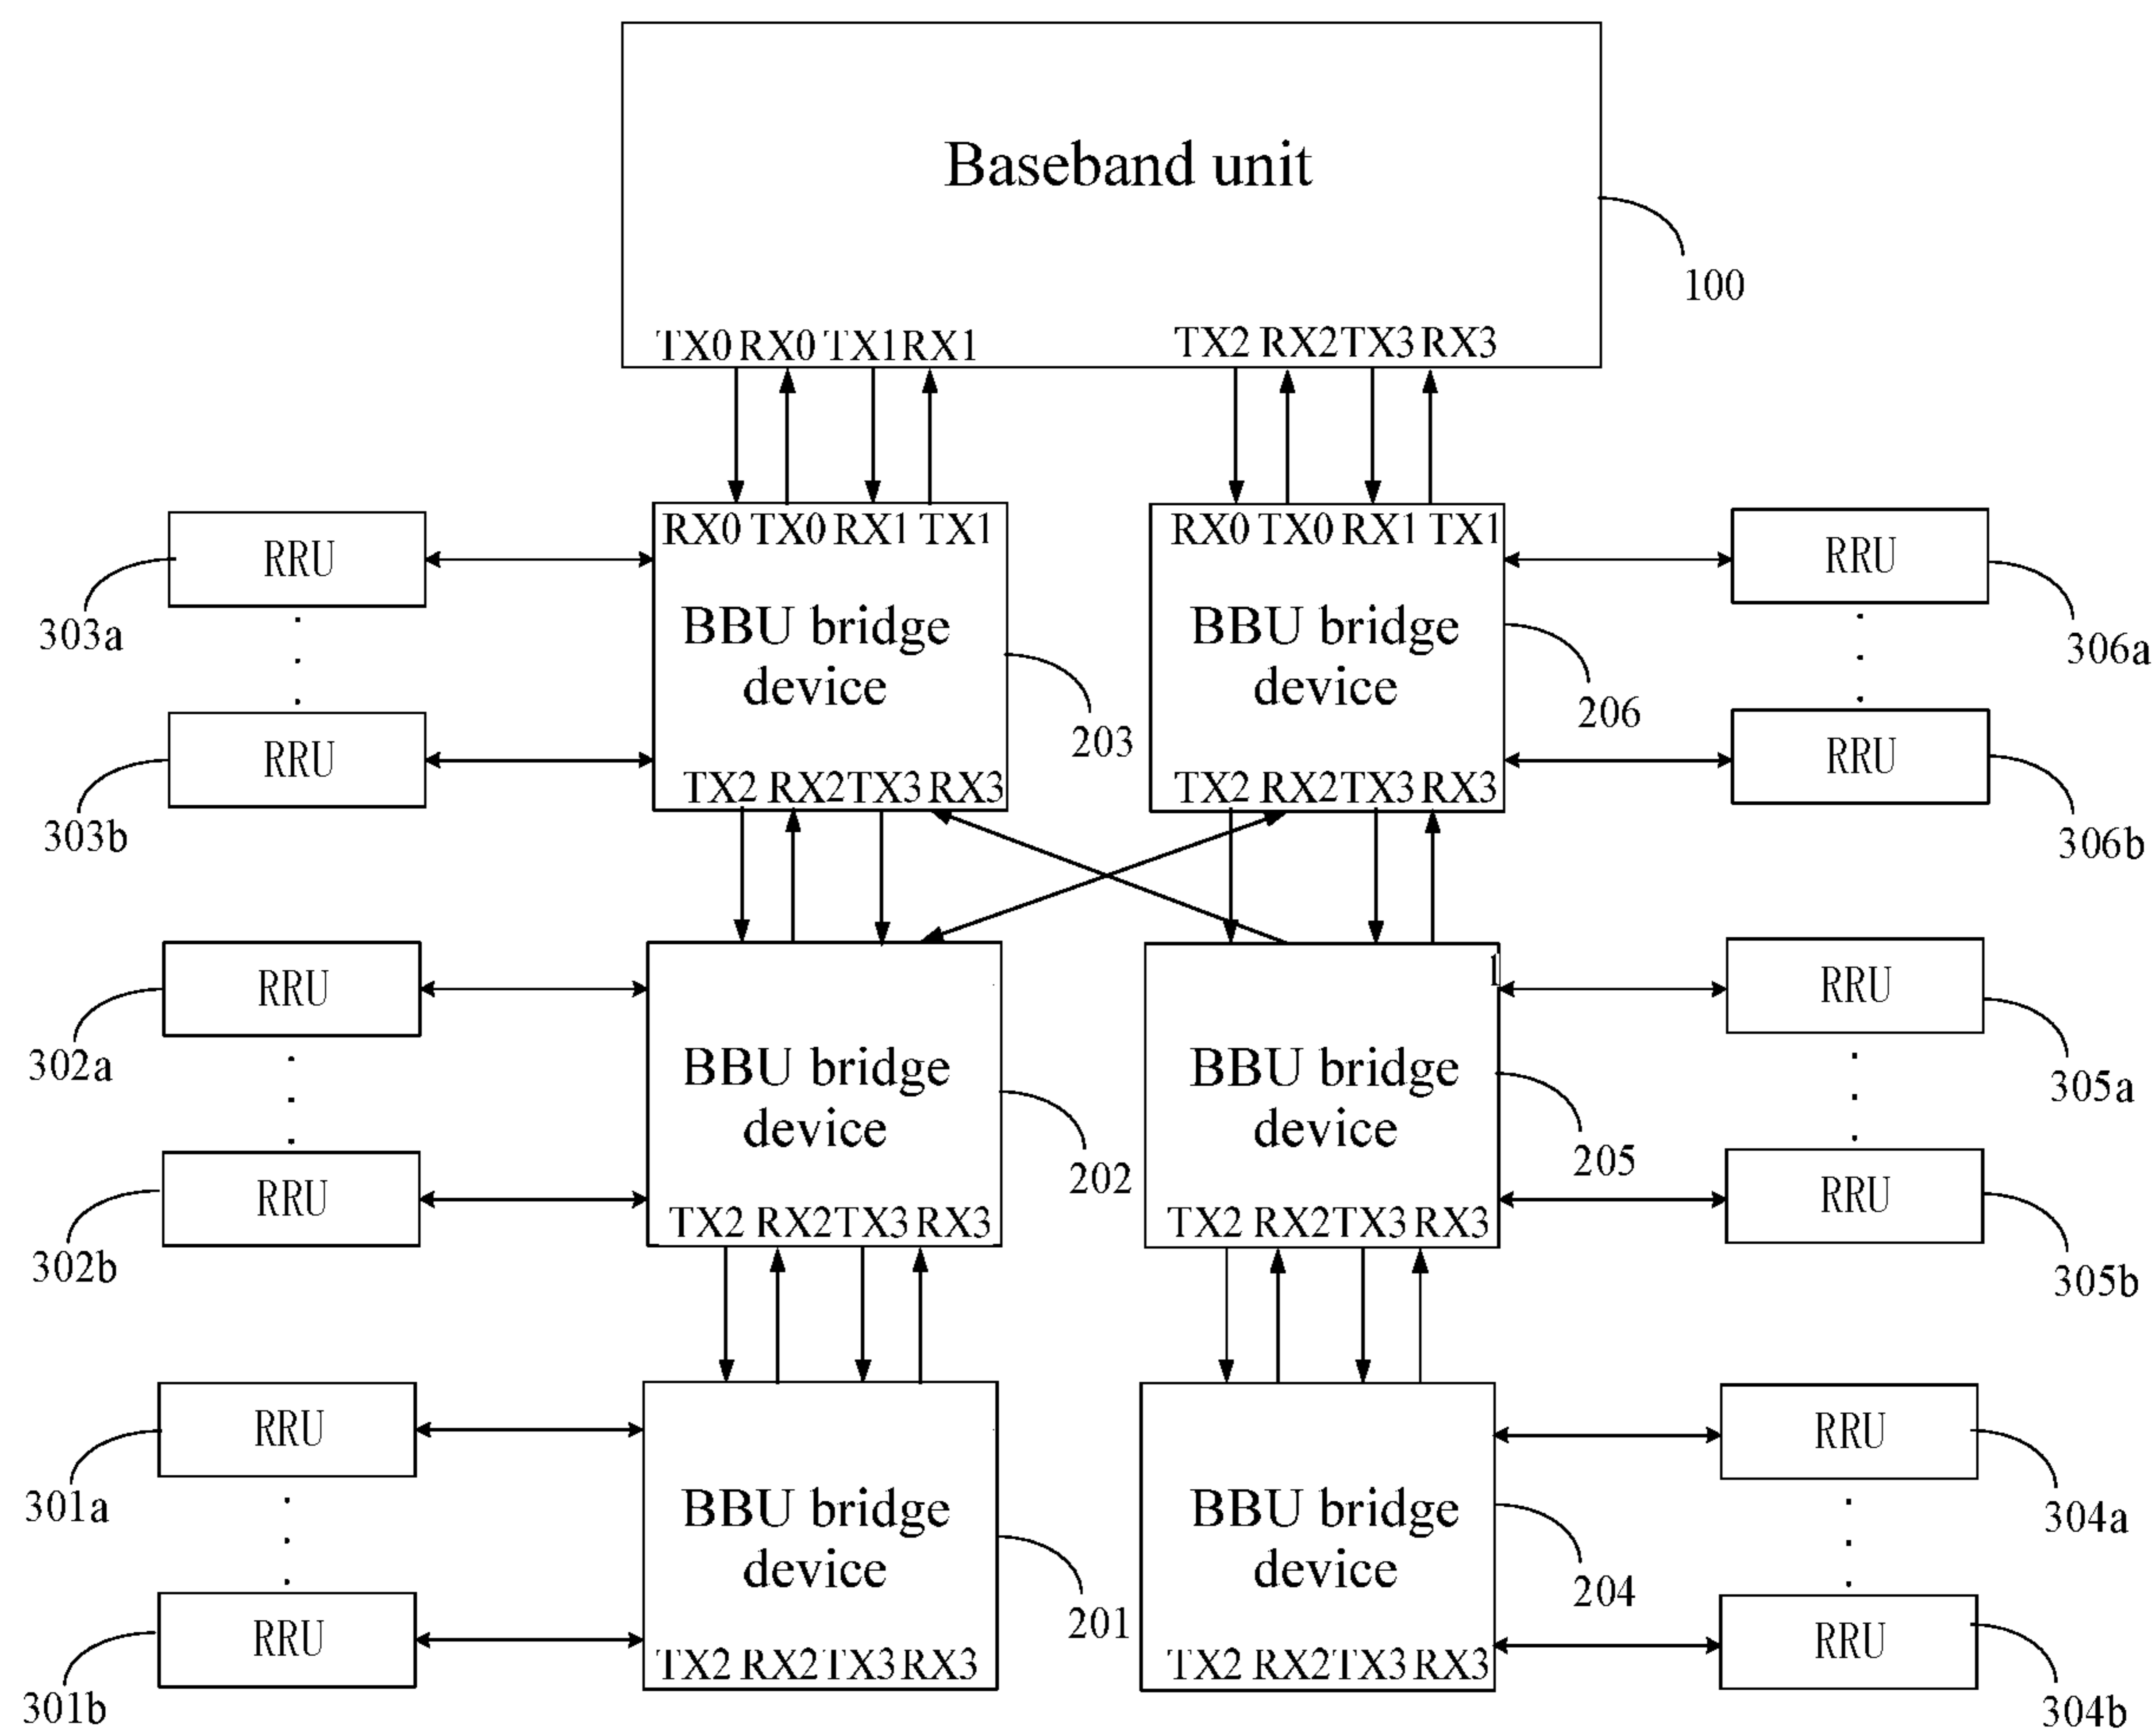 Baseband unit
100
TX0 RX0 TX1 RX1 TX2 RX2 TX3 RX3
RX0 TX0 RX1 TX1
RX0 TX0 RX1 TX1
RRU
RRU
303a
306a
BBU bridge
device
BBU bridge
device
203
206
RRU
RRU
303b
306b
TX2 RX2 TX3 RX3
TX2 RX2 TX3 RX3
1
RRU
RRU
302a
305a
BBU bridge
device
BBU bridge
device
202
205
RRU
RRU
302b
305b
TX2 RX2 TX3 RX3
TX2 RX2 TX3 RX3
RRU
RRU
301a
304a
BBU bridge
device
BBU bridge
device
201
204
RRU
RRU
301b
304b
TX2 RX2 TX3 RX3
TX2 RX2 TX3 RX3